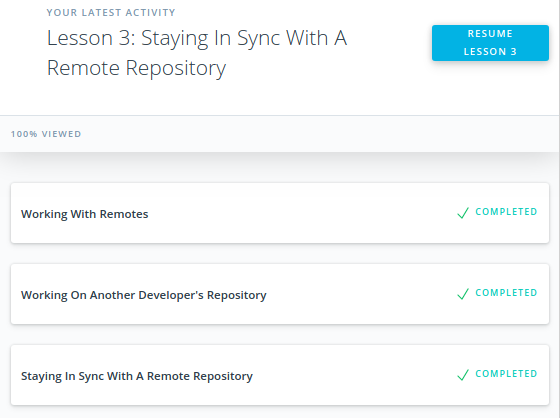 YOUR LATEST ACTIVITY
Lesson 3: Staying In Sync With A
Remote Repository
RESUME
LESSON 3
100% VIEWED
Working With Remotes
COMPLETED
Working On Another Developer's Repository
COMPLETED
Staying In Sync With A Remote Repository
COMPLETED